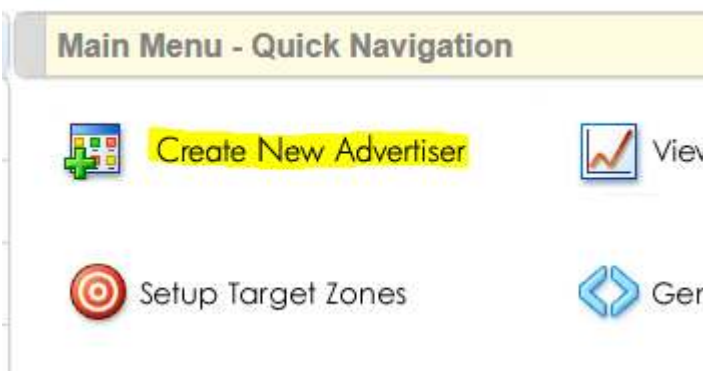 Main Menu - Quick Navigation
Create New Advertiser
Setup Target Zones